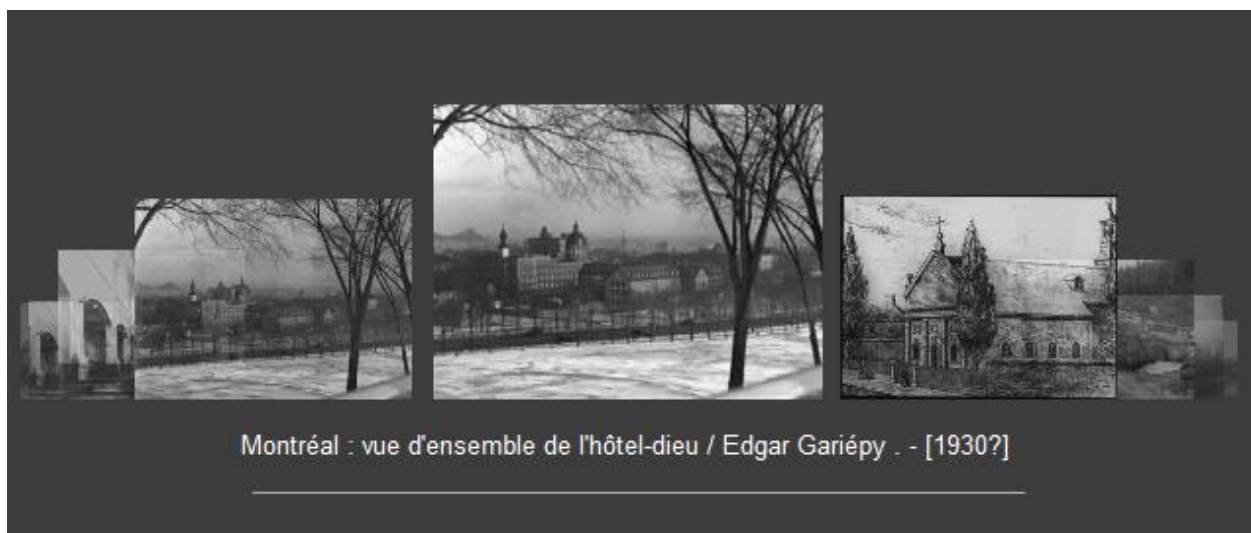 Montréal : vue d'ensemble de l'hôtel-dieu / Edgar Gariépy . - [1930?]